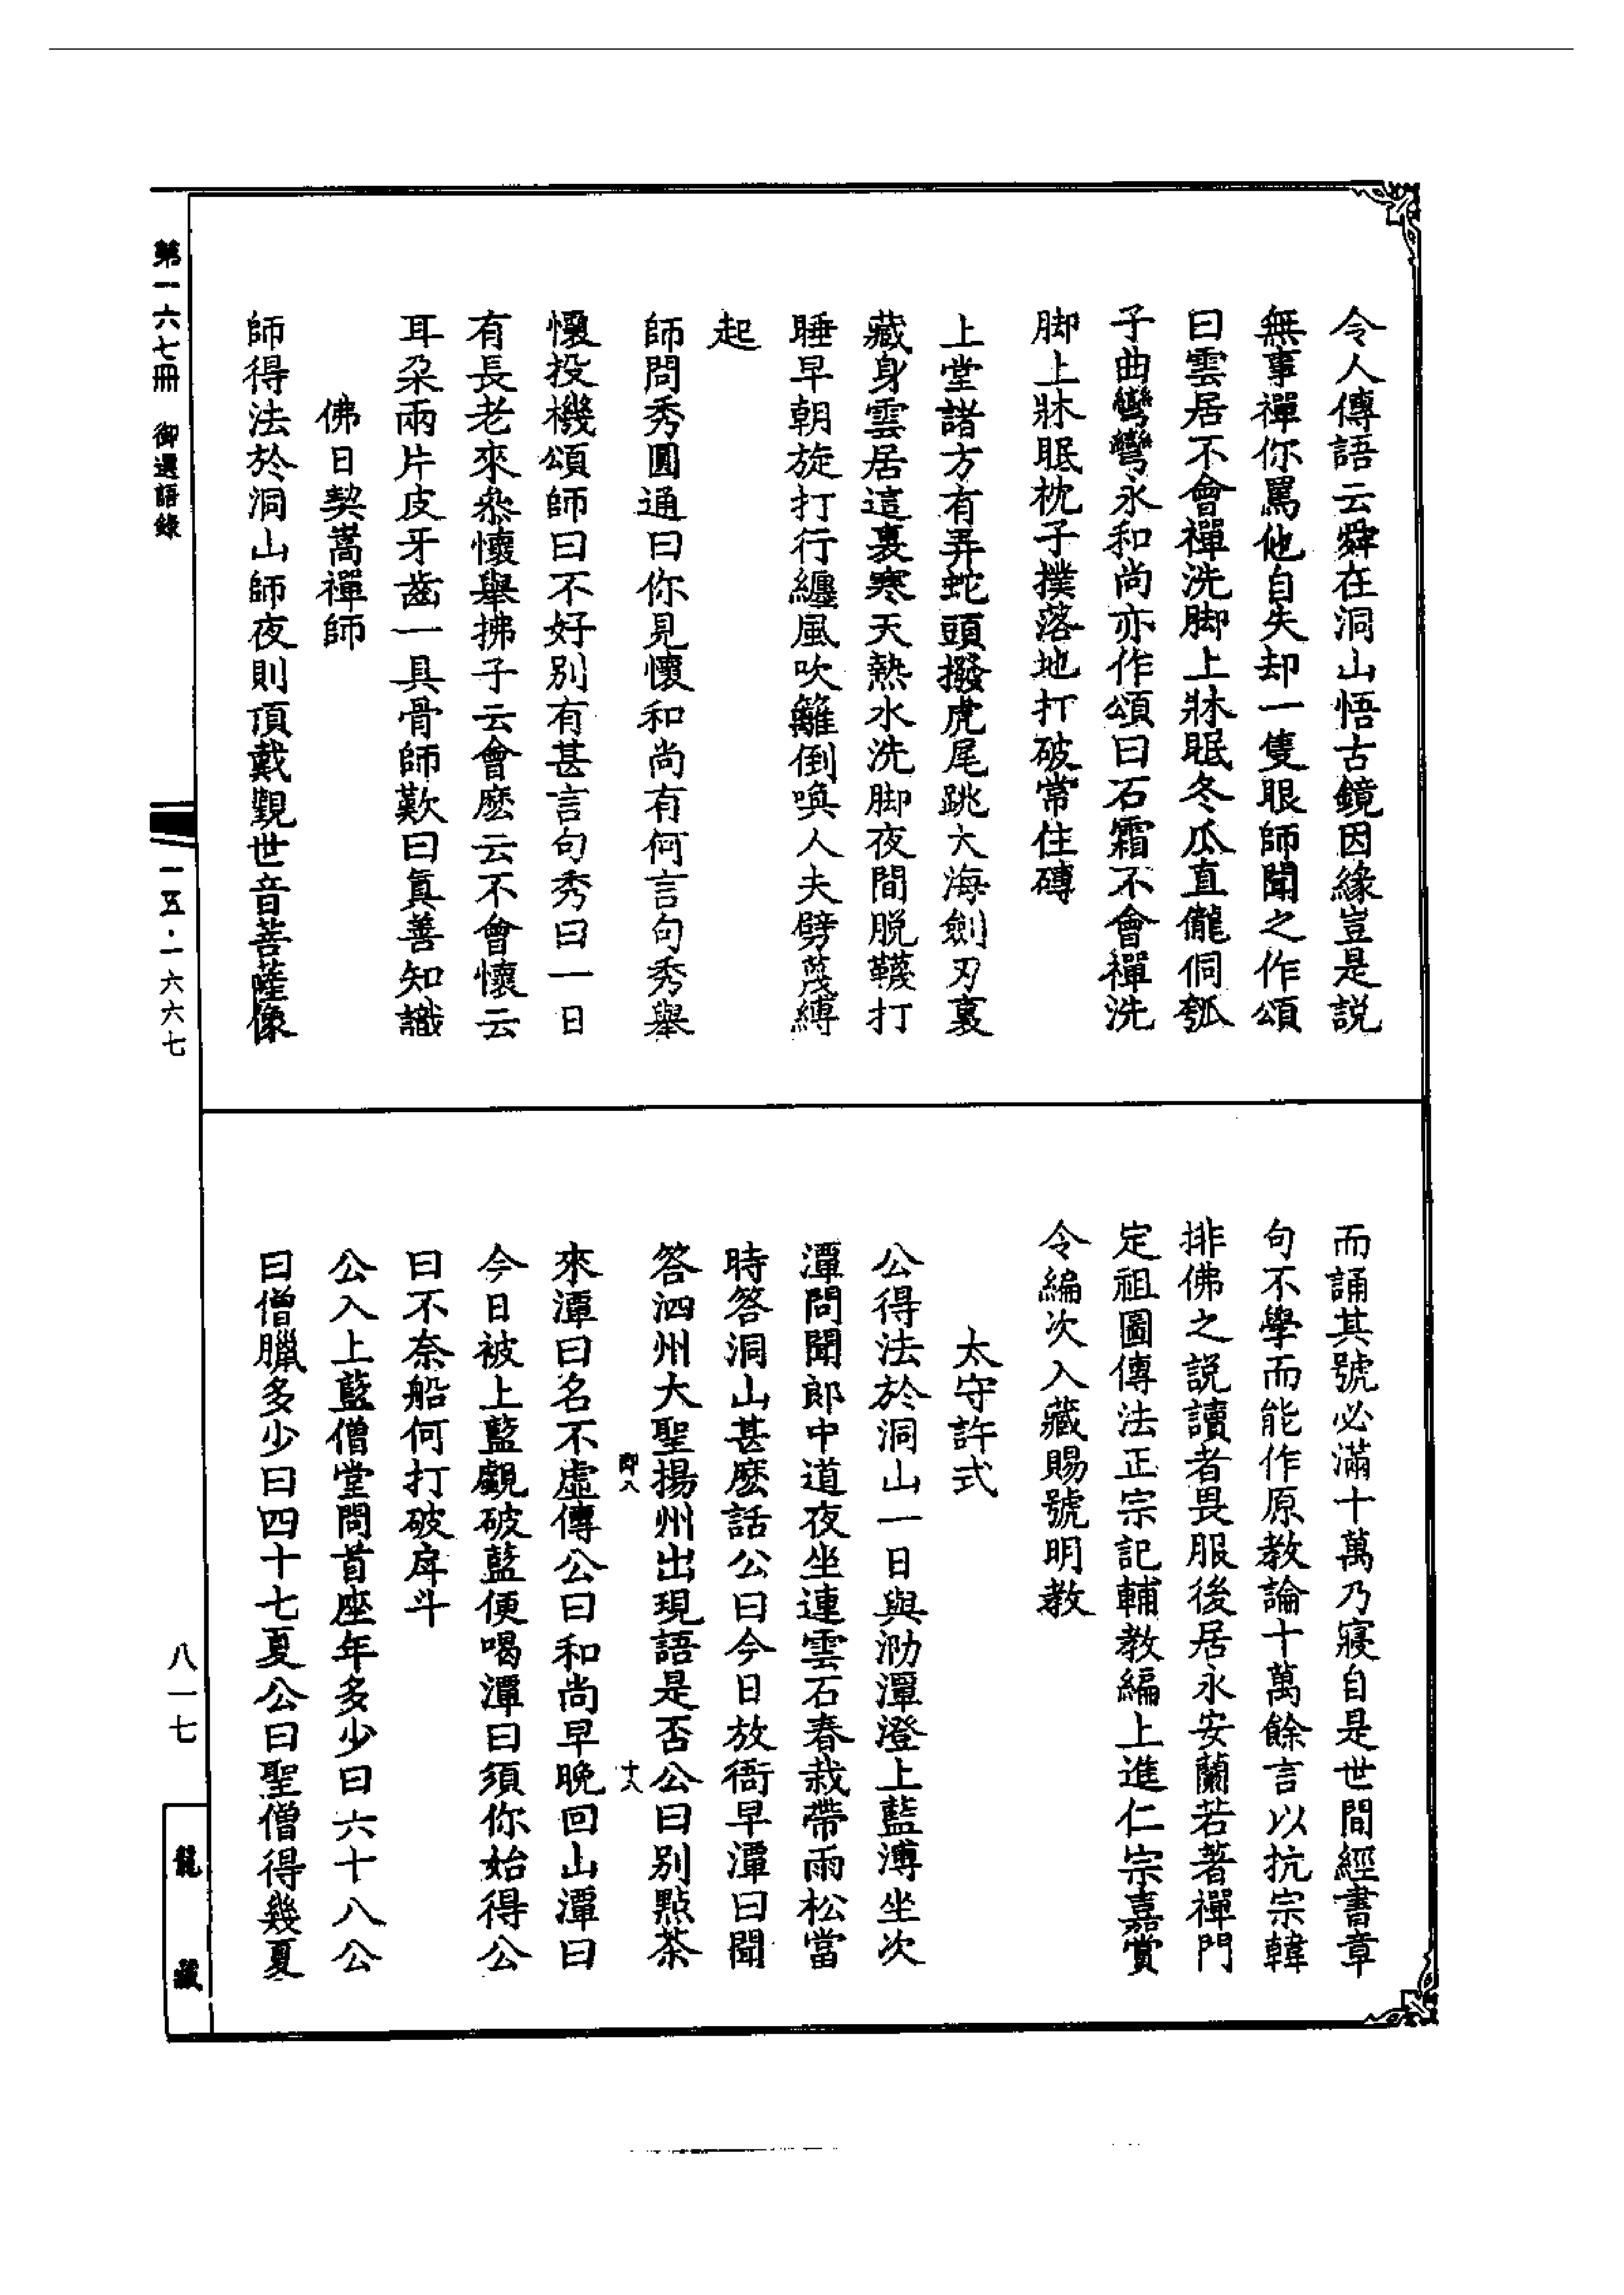 令人傳語云舜在洞山悟古鏡因緣豈是説
無事禪你罵他自失却一隻眼師聞之作頌
曰雲居不會禪洗脚上牀眠冬瓜直儱侗瓠
子曲彎彎永和尚亦作頌曰石霜不會禪洗
脚上牀眠枕子撲落地打破常住磚
上堂諸方有弄蛇頭撥虎尾跳大海劍刃裏
藏身雲居這裏寒天熱水洗脚夜間脱韈打
睡早朝旋打行纏風吹籬倒喚人夫劈篾縛
起
師問秀圓通曰你見懷和尚有何言句秀舉
懷投機頌師曰不好別有甚言句秀曰一日
有長老來叅懷舉拂子云會麽云不會懷云
耳朶兩片皮牙齒一具骨師歎曰眞善知識
佛日契嵩禪師
師得法於洞山師夜則頂戴觀世音菩薩像
而誦其號必滿十萬乃寢自是世間經書章
句不學而能作原教論十萬餘言以抗宗韓
排佛之説讀者畏服後居永安蘭若著禪門
定祖圖傳法正宗記輔教編上進仁宗嘉賞
令編次入藏賜號明教
太守許式
公得法於洞山一日與泐潭澄上藍溥坐次
潭問聞郎中道夜坐連雲石春栽帶雨松當
時答洞山甚麽話公曰今日放衙早潭曰聞
答泗州大聖揚州出現語是否公曰別點茶
來潭曰名不虛傳公曰和尚早晚回山潭曰
今日被上藍覷破藍便喝潭曰須你始得公
曰不奈船何打破戽斗
公入上藍僧堂問首座年多少曰六十八公
曰僧臘多少曰四十七夏公曰聖僧得幾夏
第一六七冊 御選語錄
一五·一六六七
八一七
龍藏